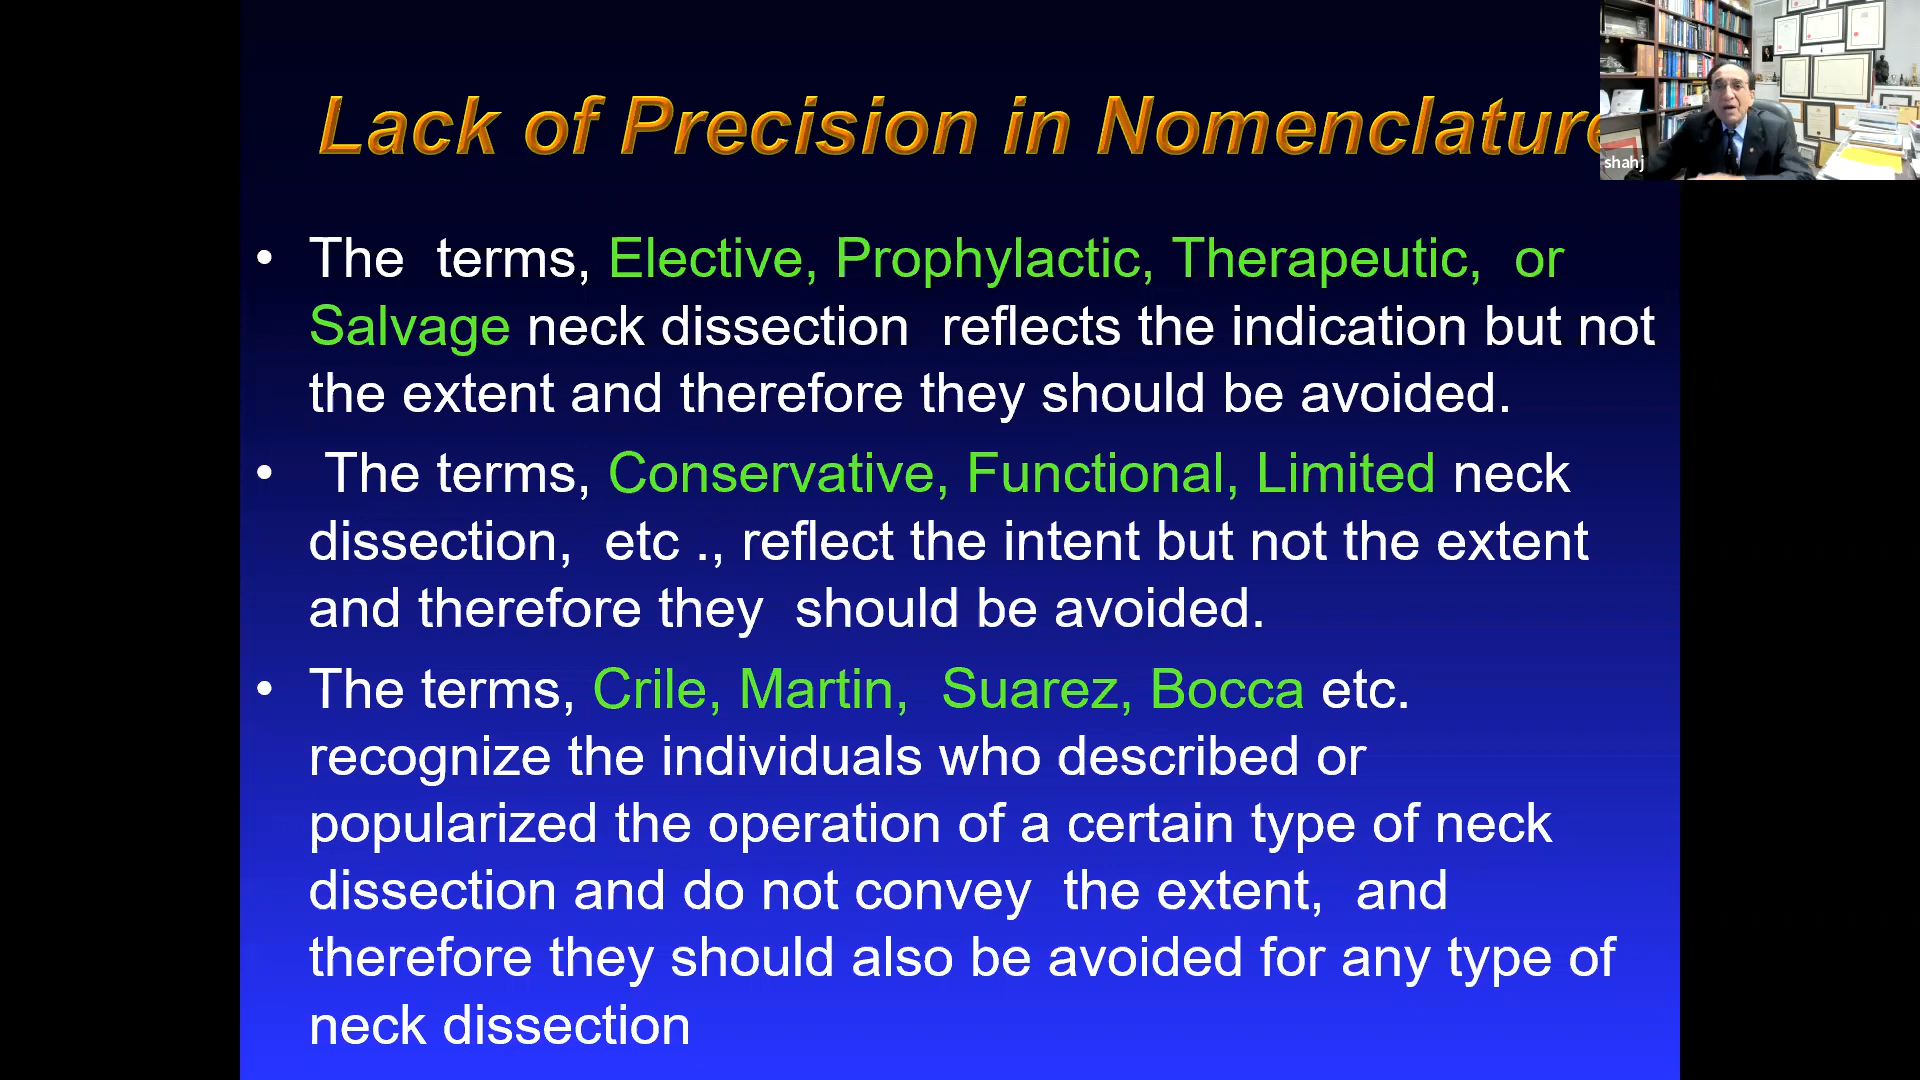 Lack of Precision in Nomenclature
shahj
• The terms, Elective, Prophylactic, Therapeutic, or
Salvage neck dissection reflects the indication but not
the extent and therefore they should be avoided.
• The terms, Conservative, Functional, Limited neck
dissection, etc ., reflect the intent but not the extent
and therefore they should be avoided.
• The terms, Crile, Martin, Suarez, Bocca etc.
recognize the individuals who described or
popularized the operation of a certain type of neck
dissection and do not convey the extent, and
therefore they should also be avoided for any type of
neck dissection